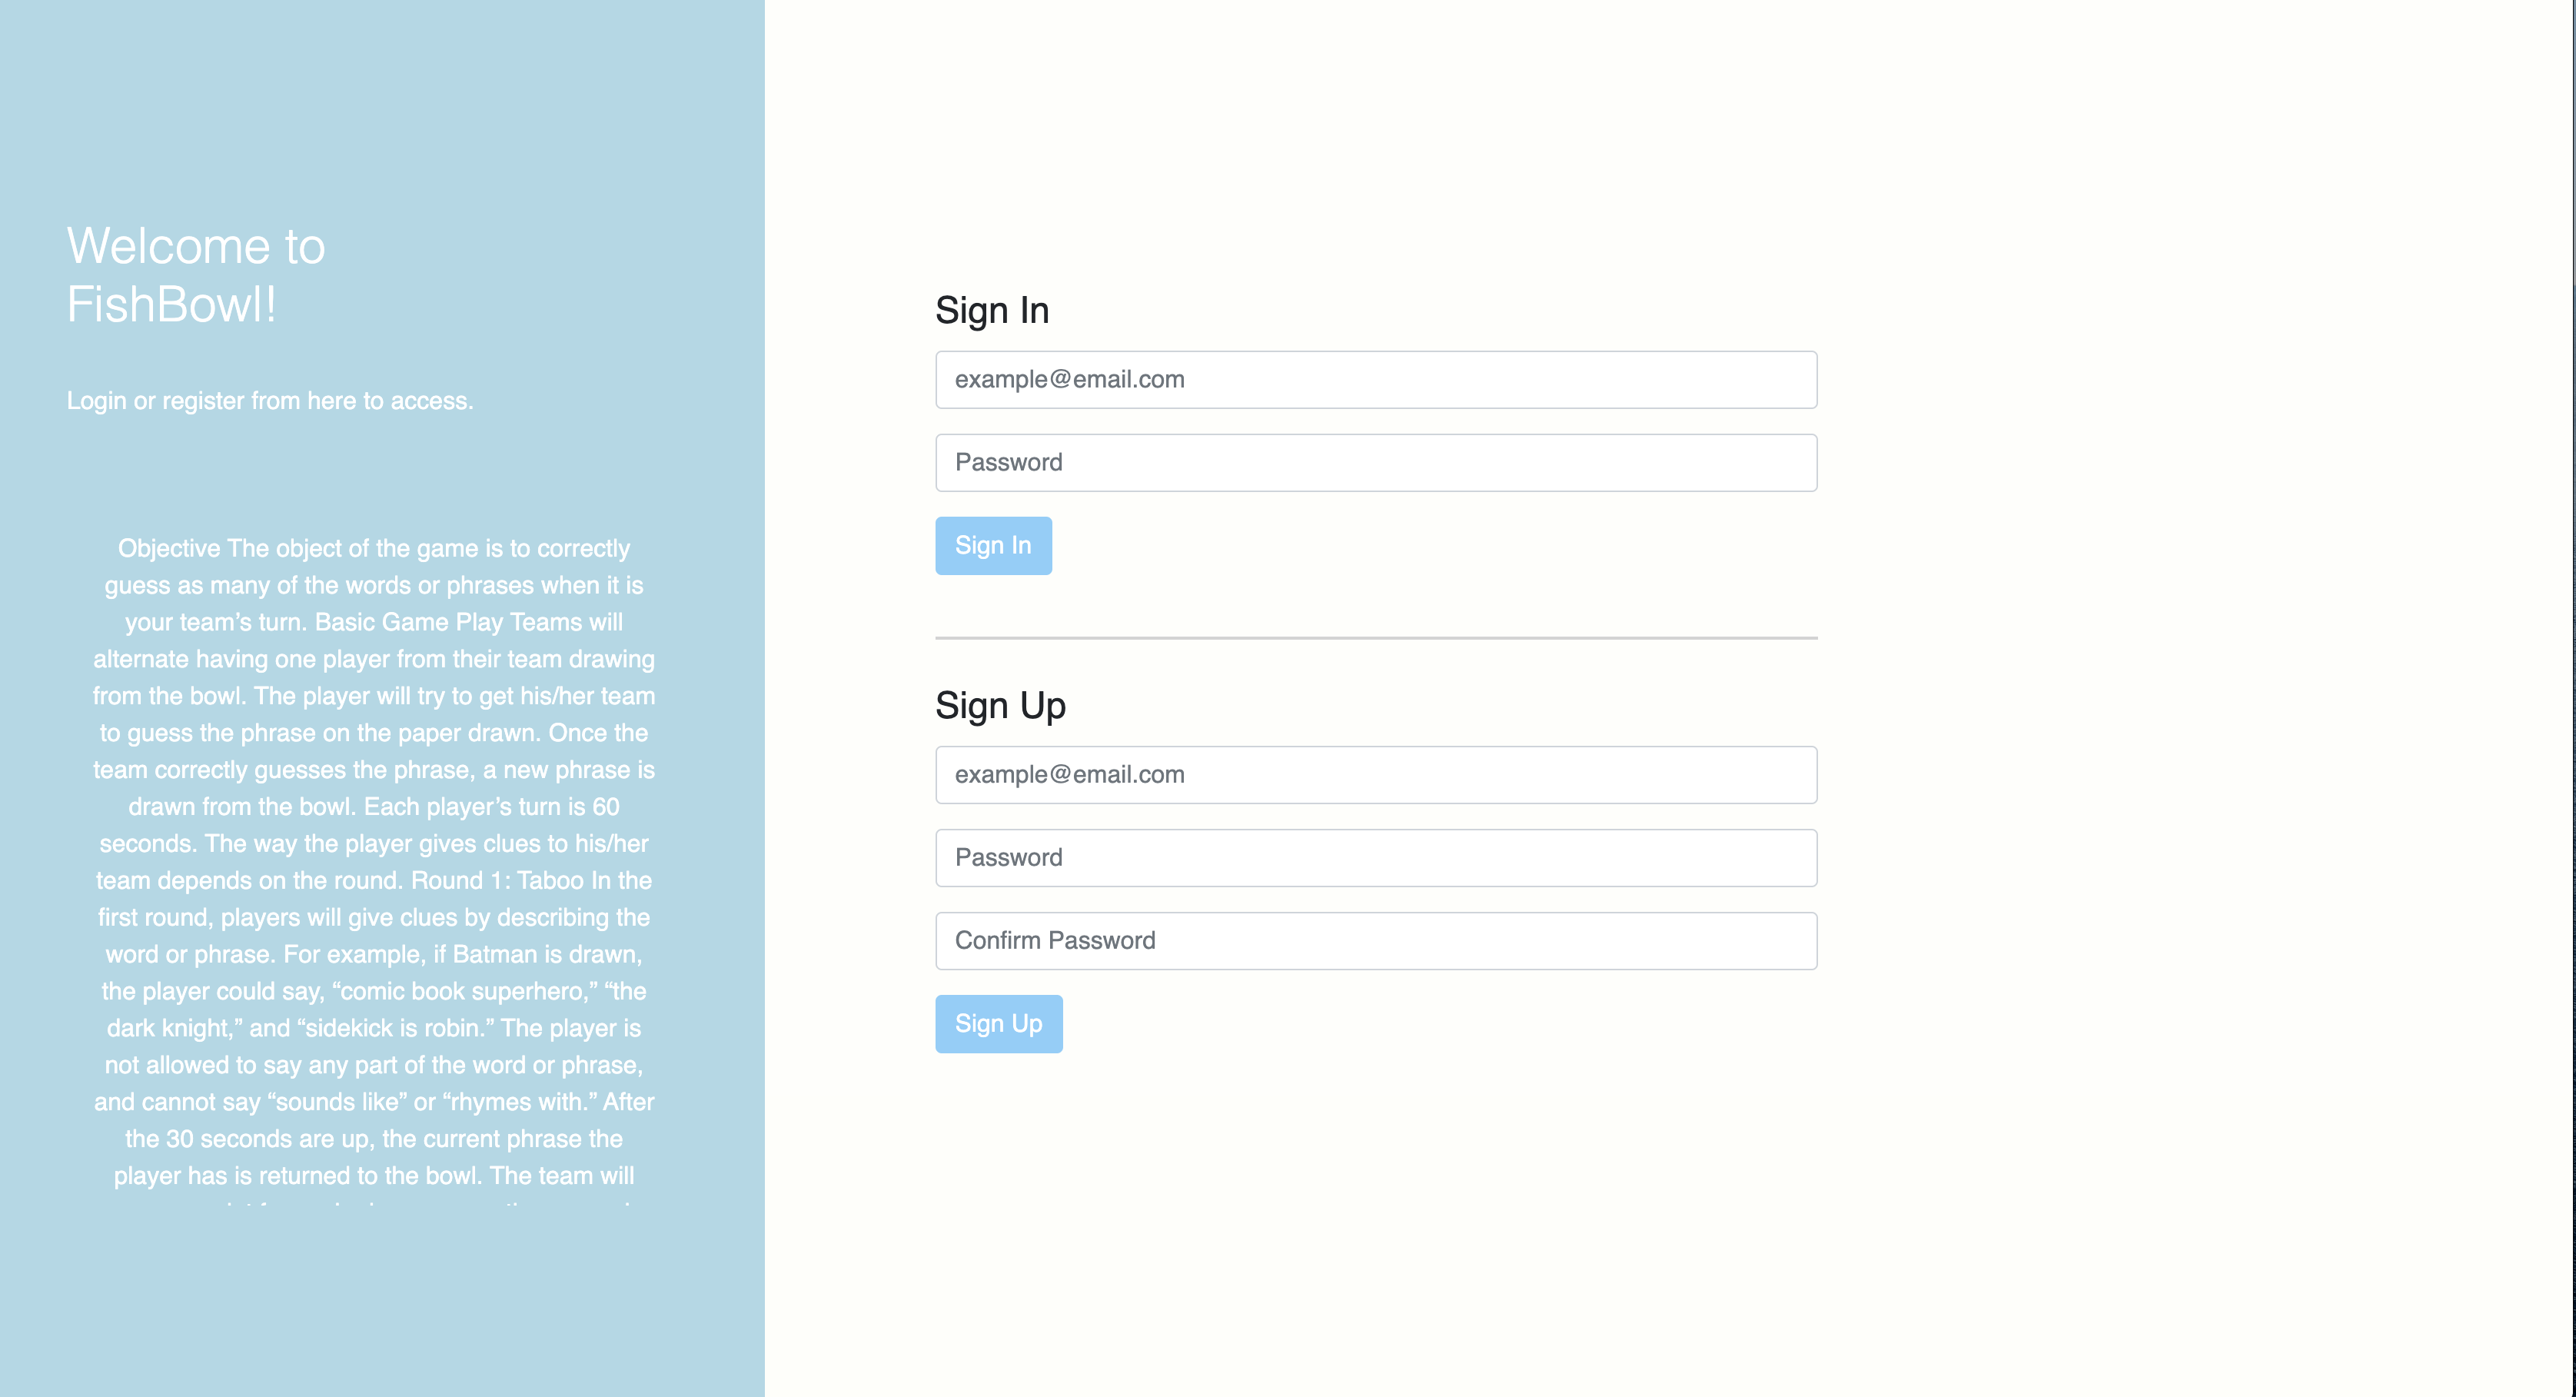 Welcome to
FishBowl!
Login or register from here to access.
Objective The object of the game is to correctly
guess as many of the words or phrases when it is
your team’s turn. Basic Game Play Teams will
alternate having one player from their team drawing
from the bowl. The player will try to get his/her team
to guess the phrase on the paper drawn. Once the
team correctly guesses the phrase, a new phrase is
drawn from the bowl. Each player’s turn is 60
seconds. The way the player gives clues to his/her
team depends on the round. Round 1: Taboo In the
first round, players will give clues by describing the
word or phrase. For example, if Batman is drawn,
the player could say, “comic book superhero,” “the
dark knight,” and “sidekick is robin.” The player is
not allowed to say any part of the word or phrase,
and cannot say “sounds like” or “rhymes with.” After
the 30 seconds are up, the current phrase the
player has is returned to the bowl. The team will
Sign In
example@email.com
Password
Sign In
Sign Up
example@email.com
Password
Confirm Password
Sign Up